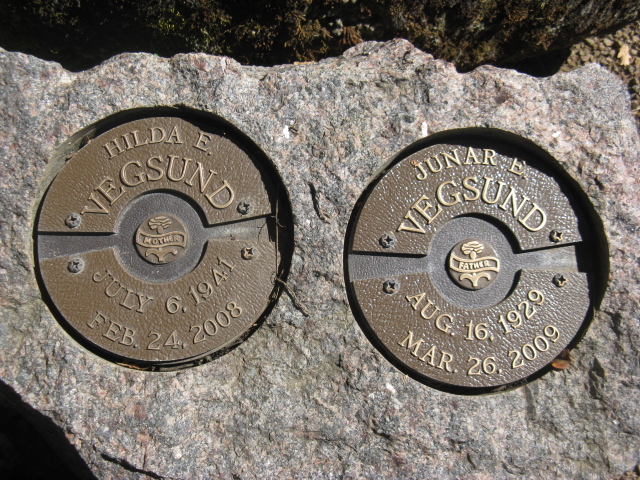 HILDA E.
VEGSUND
MOTHER
JULY 6, 1941
FEB. 24, 2008
JUNAR E.
VEGSUND
FATHER
AUG. 16, 1929
MAR. 26, 2009